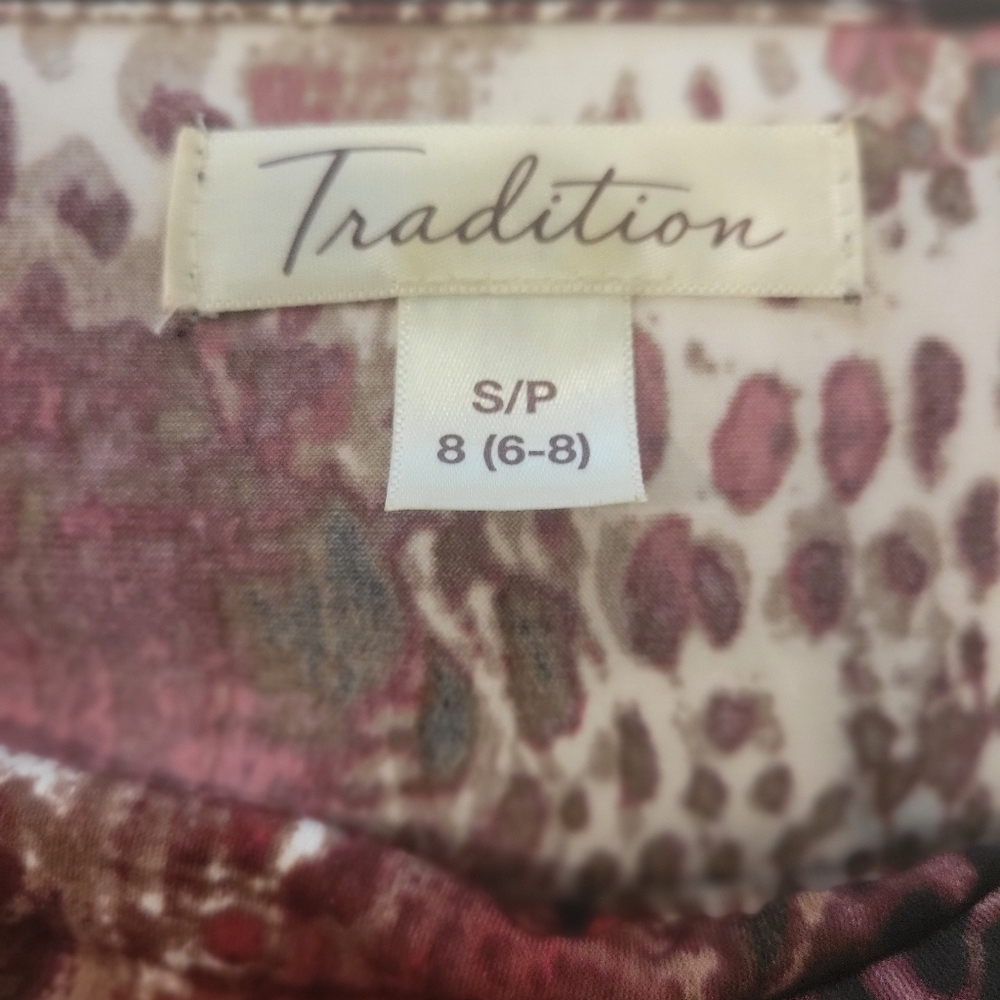 Tradition
S/P
8 (6-8)